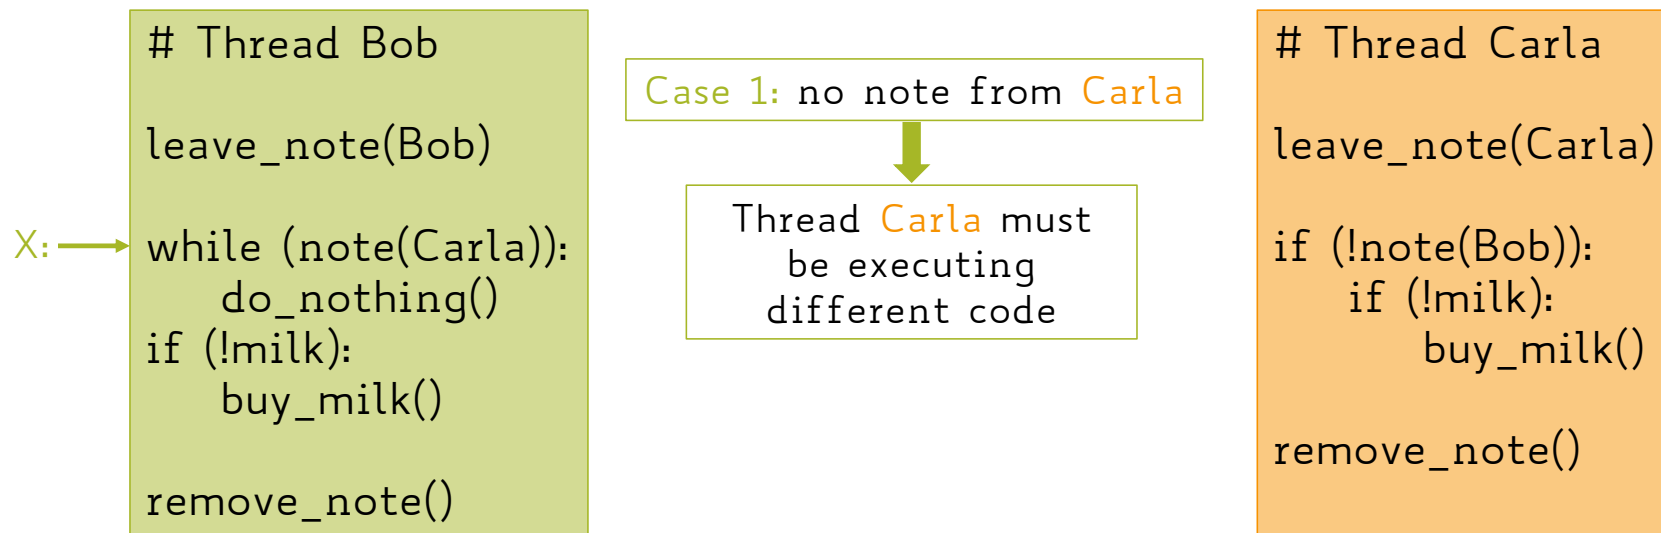 # Thread Bob
leave_note(Bob)
X:
while (note(Carla)):
do_nothing()
if (!milk):
buy_milk()
remove_note()
Case 1: no note from Carla
Thread Carla must
be executing
different code
# Thread Carla
leave_note(Carla)
if (!note(Bob)):
if (!milk):
buy_milk()
remove_note()